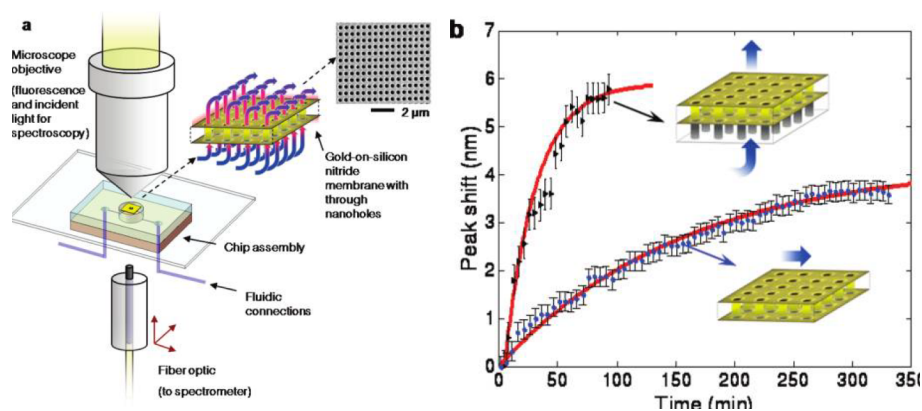 a
Microscope
objective
(fluorescence
and incident
light for
spectroscopy)
2 μm
Gold-on-silicon
nitride
membrane with
through
nanoholes
Chip assembly
Fluidic
connections
Fiber optic
(to spectrometer)
b
Peak shift (nm)
7
6
5
4
3
2
1
0
0 50 100 150 200 250 300 350
Time (min)